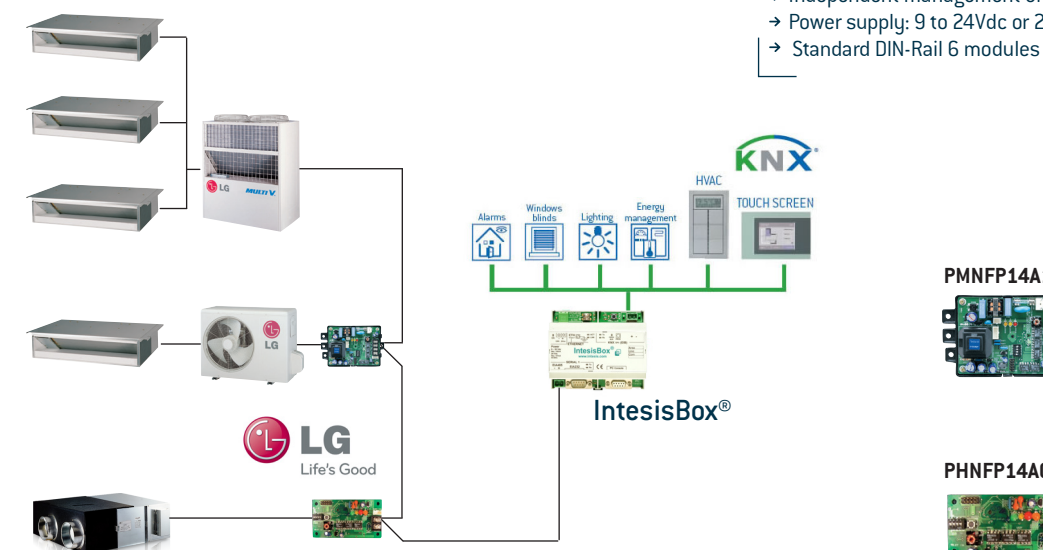 → Power supply: 9 to 24Vdc or 2
→ Standard DIN-Rail 6 modules
KNX®
HVAC
TOUCH SCREEN
Alarms
Windows blinds
Lighting
Energy management
LG
MULTI V.
LG
IntesisBox®
IntesisBox®
LG
Life's Good
PMNFP14A
PHNFP14A